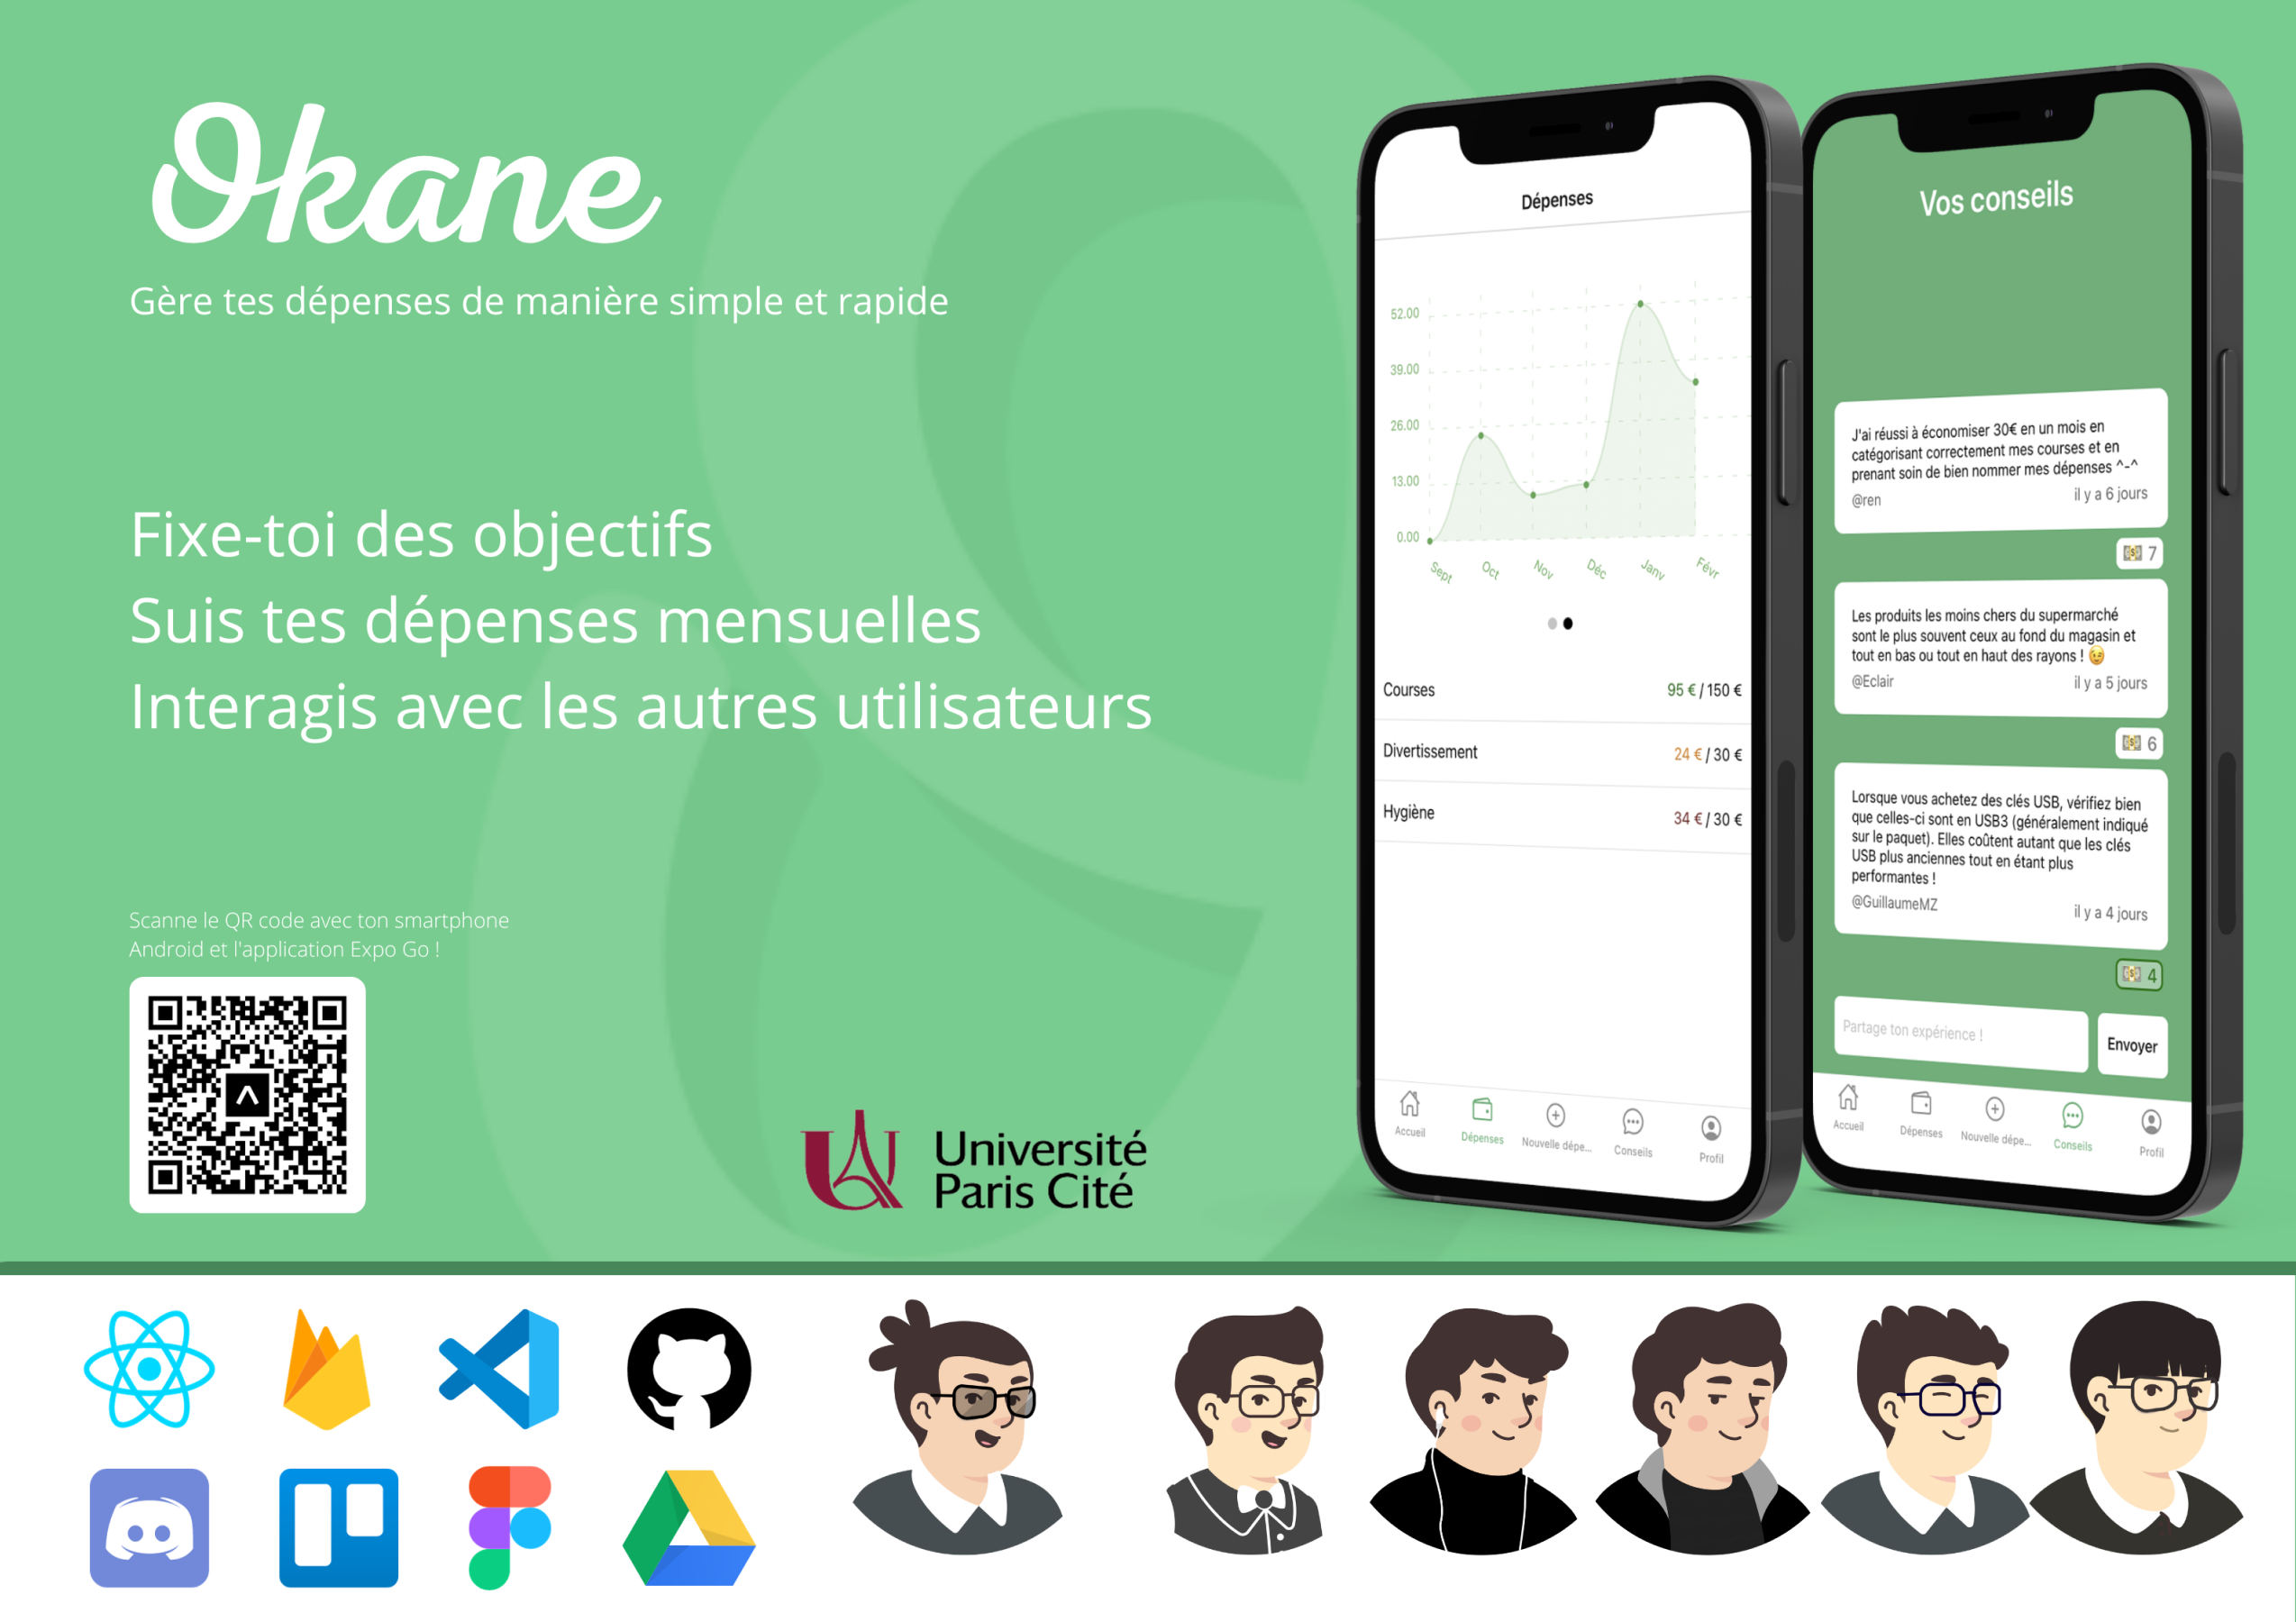 Okane
Gère tes dépenses de manière simple et rapide
Fixe-toi des objectifs
Suis tes dépenses mensuelles
Interagis avec les autres utilisateurs
Scanne le QR code avec ton smartphone
Android et l'application Expo Go !
Université
Paris Cité
Dépenses
52.00
39.00
26.00
13.00
0.00
Sept Oct Nov Déc Janv Févr
Courses 95 € / 150 €
Divertissement 24 € / 30 €
Hygiène 34 € / 30 €
Accueil Dépenses Nouvelle dépe... Conseils Profil
Vos conseils
J'ai réussi à économiser 30€ en un mois en
catégorisant correctement mes courses et en
prenant soin de bien nommer mes dépenses ^-^
@ren il y a 6 jours
7
Les produits les moins chers du supermarché
sont le plus souvent ceux au fond du magasin et
tout en bas ou tout en haut des rayons ! 😉
@Eclair il y a 5 jours
6
Lorsque vous achetez des clés USB, vérifiez bien
que celles-ci sont en USB3 (généralement indiqué
sur le paquet). Elles coûtent autant que les clés
USB plus anciennes tout en étant plus
performantes !
@GuillaumeMZ il y a 4 jours
4
Partage ton expérience ! Envoyer
Accueil Dépenses Nouvelle dépe... Conseils Profil